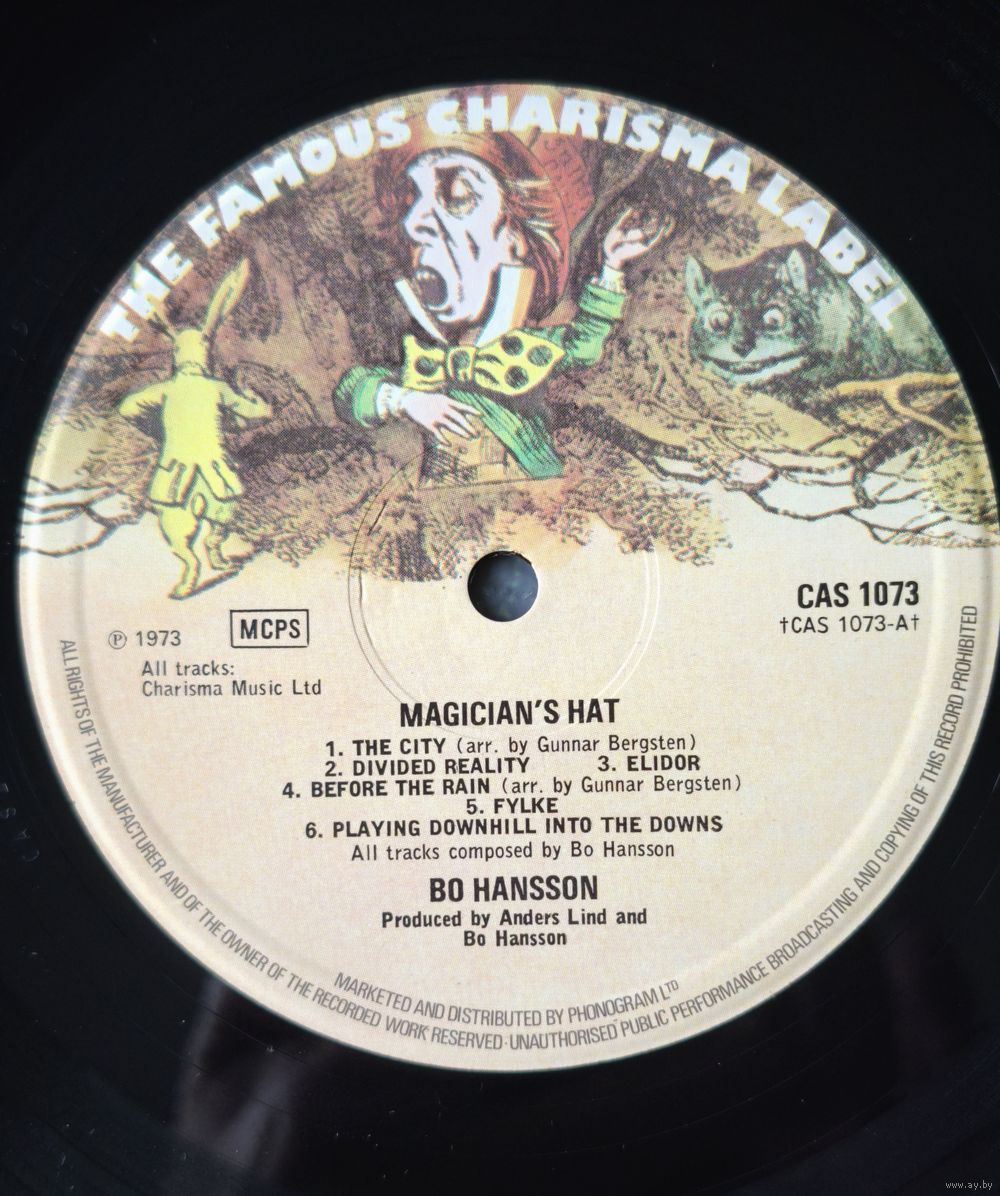 THE FAMOUS CHARISMA LABEL
CAS 1073
†CAS 1073-A†
℗ 1973
MCPS
All tracks:
Charisma Music Ltd
MAGICIAN'S HAT
1. THE CITY (arr. by Gunnar Bergsten)
2. DIVIDED REALITY 3. ELIDOR
4. BEFORE THE RAIN (arr. by Gunnar Bergsten)
5. FYLKE
6. PLAYING DOWNHILL INTO THE DOWNS
All tracks composed by Bo Hansson
BO HANSSON
Produced by Anders Lind and
Bo Hansson
MARKETED AND DISTRIBUTED BY PHONOGRAM LTD
ALL RIGHTS OF THE MANUFACTURER AND OF THE OWNER OF THE RECORDED WORK RESERVED·UNAUTHORISED PUBLIC PERFORMANCE BROADCASTING AND COPYING OF THIS RECORD PROHIBITED
www.ay.by